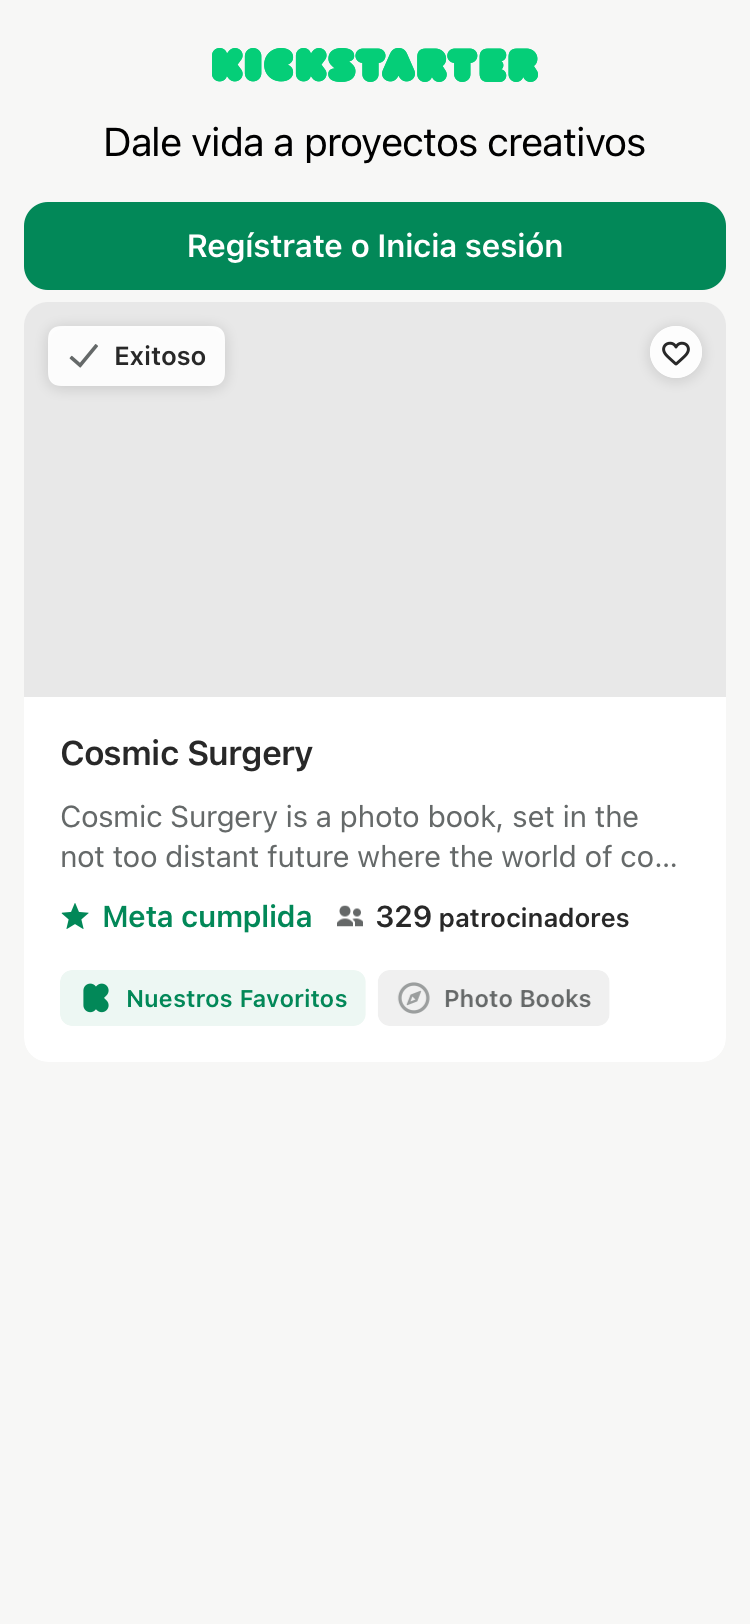 KICKSTARTER
Dale vida a proyectos creativos
Regístrate o Inicia sesión
Exitoso
Cosmic Surgery
Cosmic Surgery is a photo book, set in the
not too distant future where the world of co...
Meta cumplida 329 patrocinadores
Nuestros Favoritos Photo Books